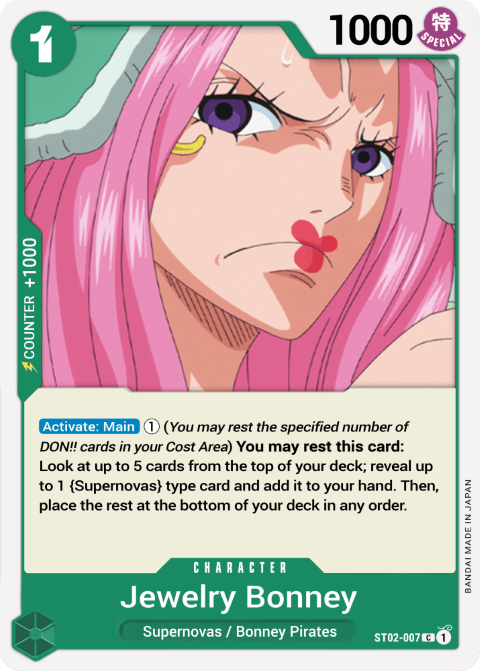 1
1000
特
SPECIAL
COUNTER +1000
Activate: Main ① (You may rest the specified number of
DON!! cards in your Cost Area) You may rest this card:
Look at up to 5 cards from the top of your deck; reveal up
to 1 {Supernovas} type card and add it to your hand. Then,
place the rest at the bottom of your deck in any order.
BANDAI MADE IN JAPAN
CHARACTER
Jewelry Bonney
Supernovas / Bonney Pirates
ST02-007 C 1